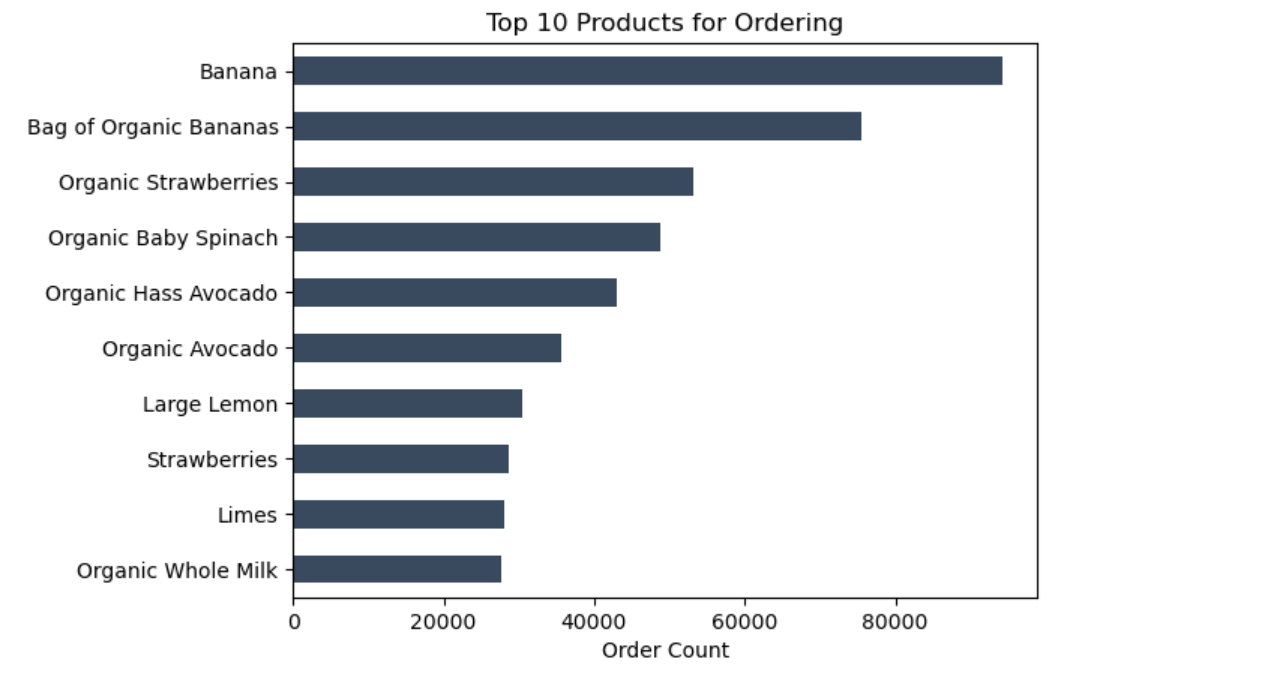 Top 10 Products for Ordering
Banana
Bag of Organic Bananas
Organic Strawberries
Organic Baby Spinach
Organic Hass Avocado
Organic Avocado
Large Lemon
Strawberries
Limes
Organic Whole Milk
0 20000 40000 60000 80000
Order Count